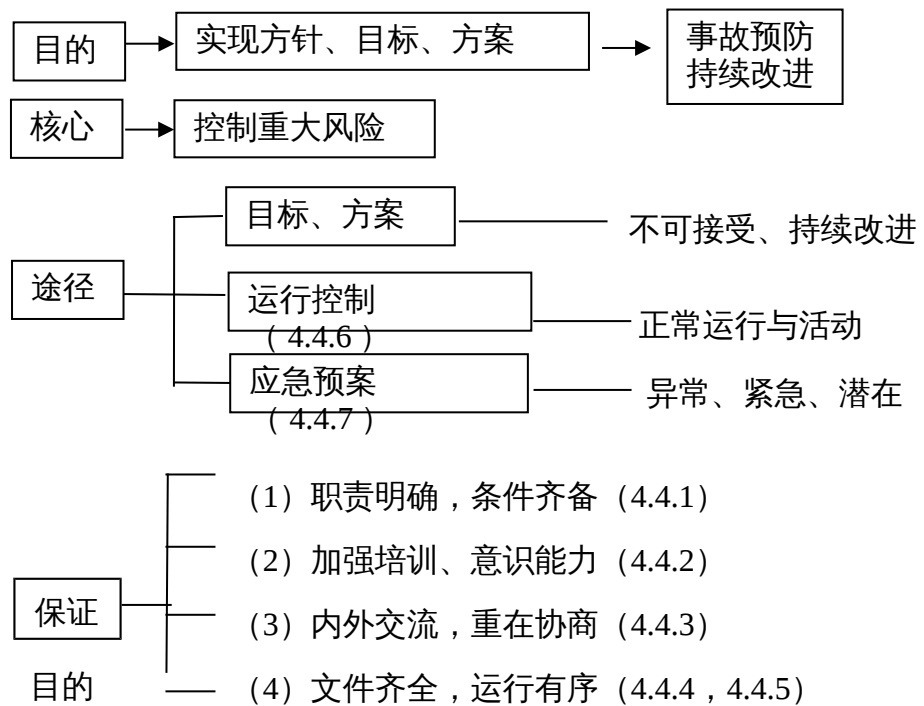 目的
实现方针、目标、方案
事故预防
持续改进
核心
控制重大风险
目标、方案
不可接受、持续改进
途径
运行控制
（4.4.6）
正常运行与活动
应急预案
（4.4.7）
异常、紧急、潜在
（1）职责明确，条件齐备（4.4.1）
（2）加强培训、意识能力（4.4.2）
保证
（3）内外交流，重在协商（4.4.3）
目的
（4）文件齐全，运行有序（4.4.4，4.4.5）